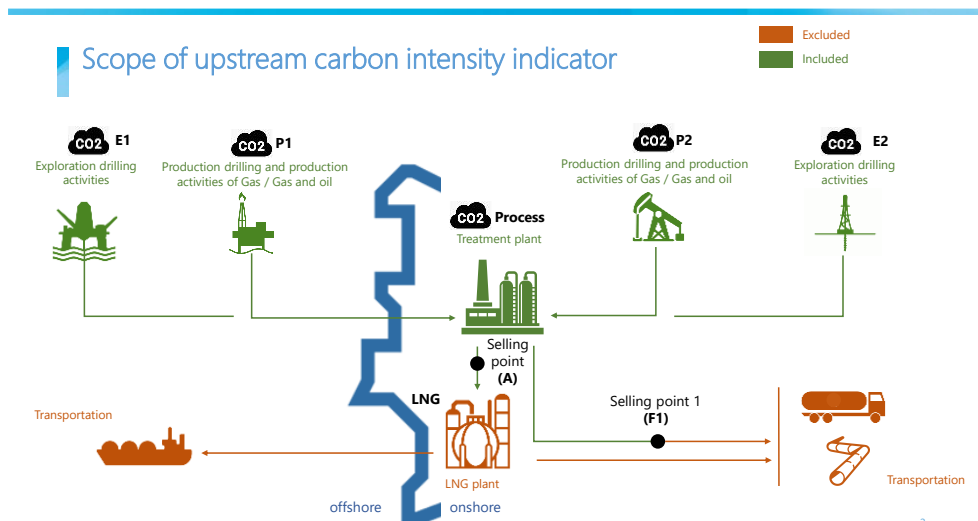 Excluded
Included
Scope of upstream carbon intensity indicator
CO2 E1
Exploration drilling
activities
CO2 P1
Production drilling and production
activities of Gas / Gas and oil
CO2 P2
Production drilling and production
activities of Gas / Gas and oil
CO2 E2
Exploration drilling
activities
CO2 Process
Treatment plant
Selling
point
(A)
LNG
Selling point 1
(F1)
Transportation
LNG plant
Transportation
offshore
onshore